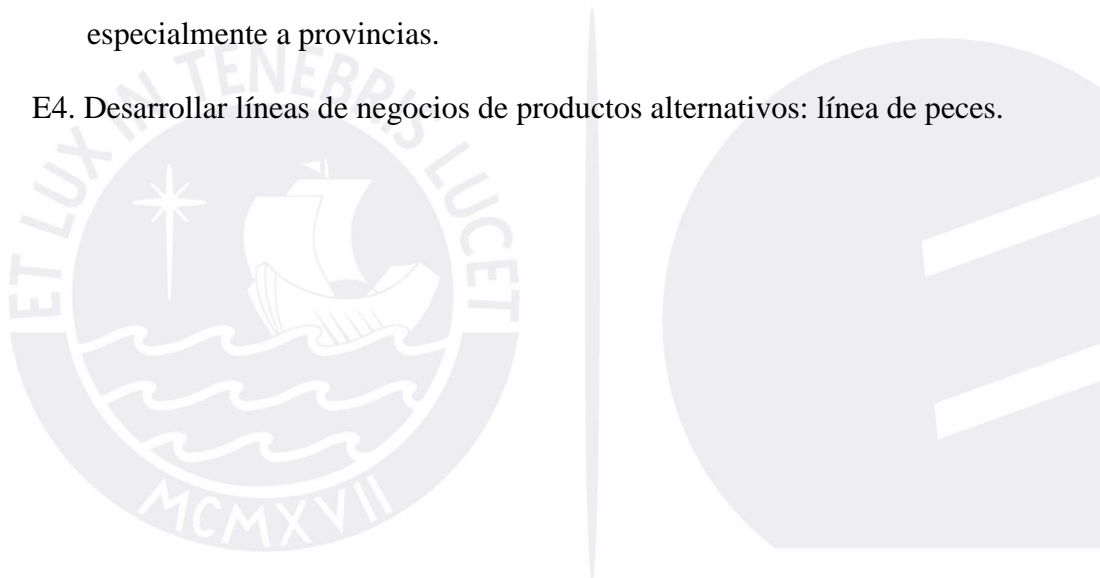 especialmente a provincias.
E4. Desarrollar líneas de negocios de productos alternativos: línea de peces.
ET LUX IN TENEBRIS LUCET
MCMXVII